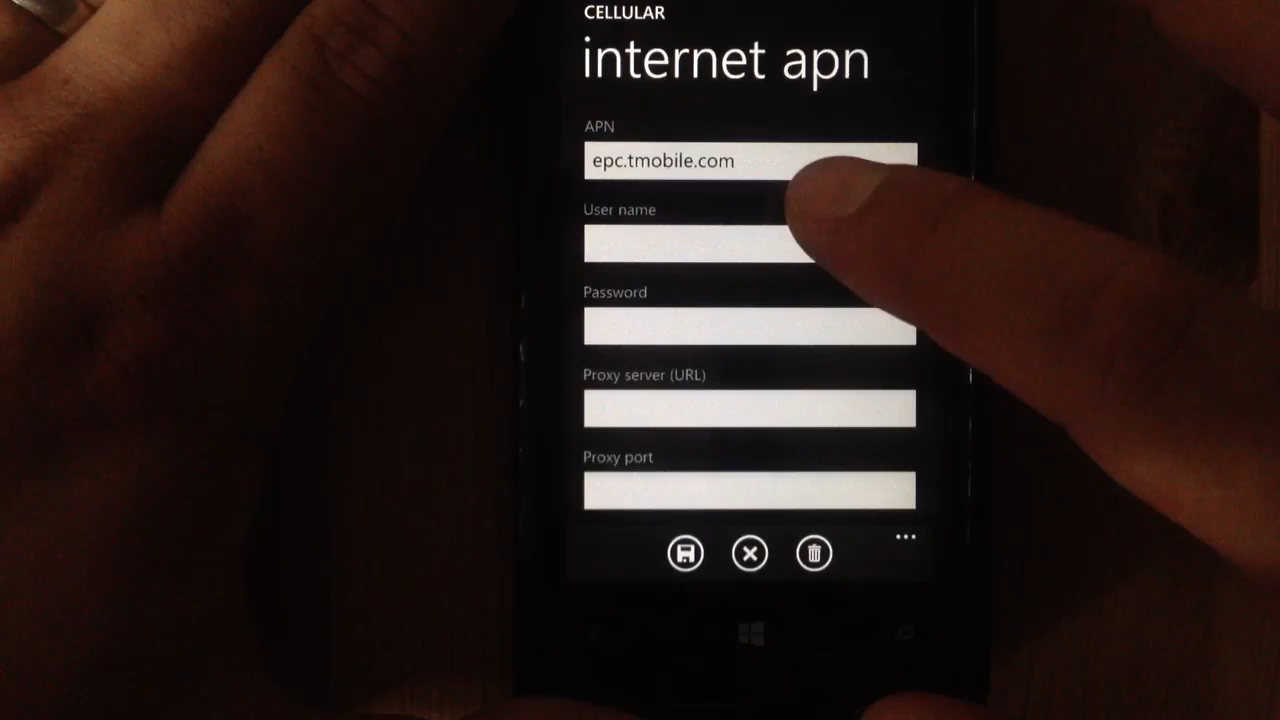 CELLULAR
internet apn
APN
epc.tmobile.com
User name
Password
Proxy server (URL)
Proxy port